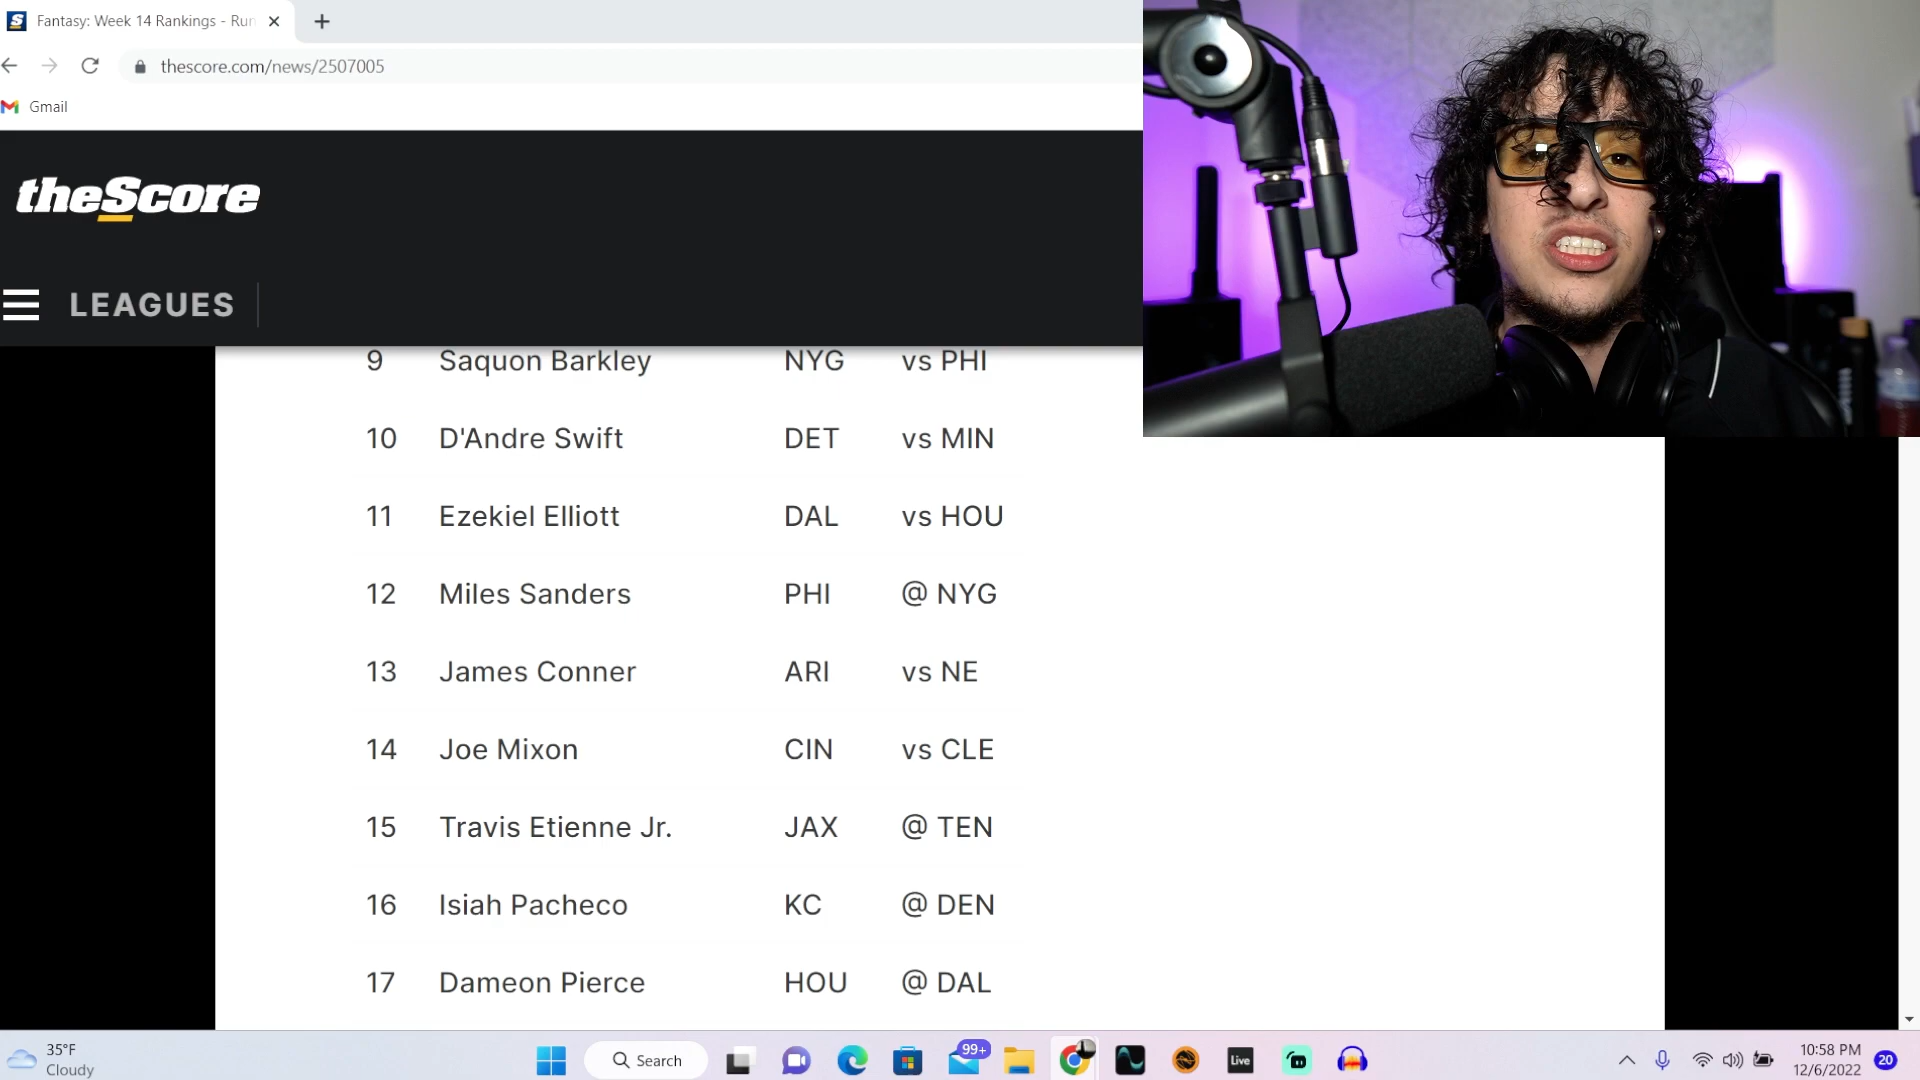 Fantasy: Week 14 Rankings - Run
thescore.com/news/2507005
Gmail
theScore
LEAGUES
9 Saquon Barkley NYG vs PHI
10 D'Andre Swift DET vs MIN
11 Ezekiel Elliott DAL vs HOU
12 Miles Sanders PHI @ NYG
13 James Conner ARI vs NE
14 Joe Mixon CIN vs CLE
15 Travis Etienne Jr. JAX @ TEN
16 Isiah Pacheco KC @ DEN
17 Dameon Pierce HOU @ DAL
35°F
Cloudy
Search
99+
Live
10:58 PM
12/6/2022
20